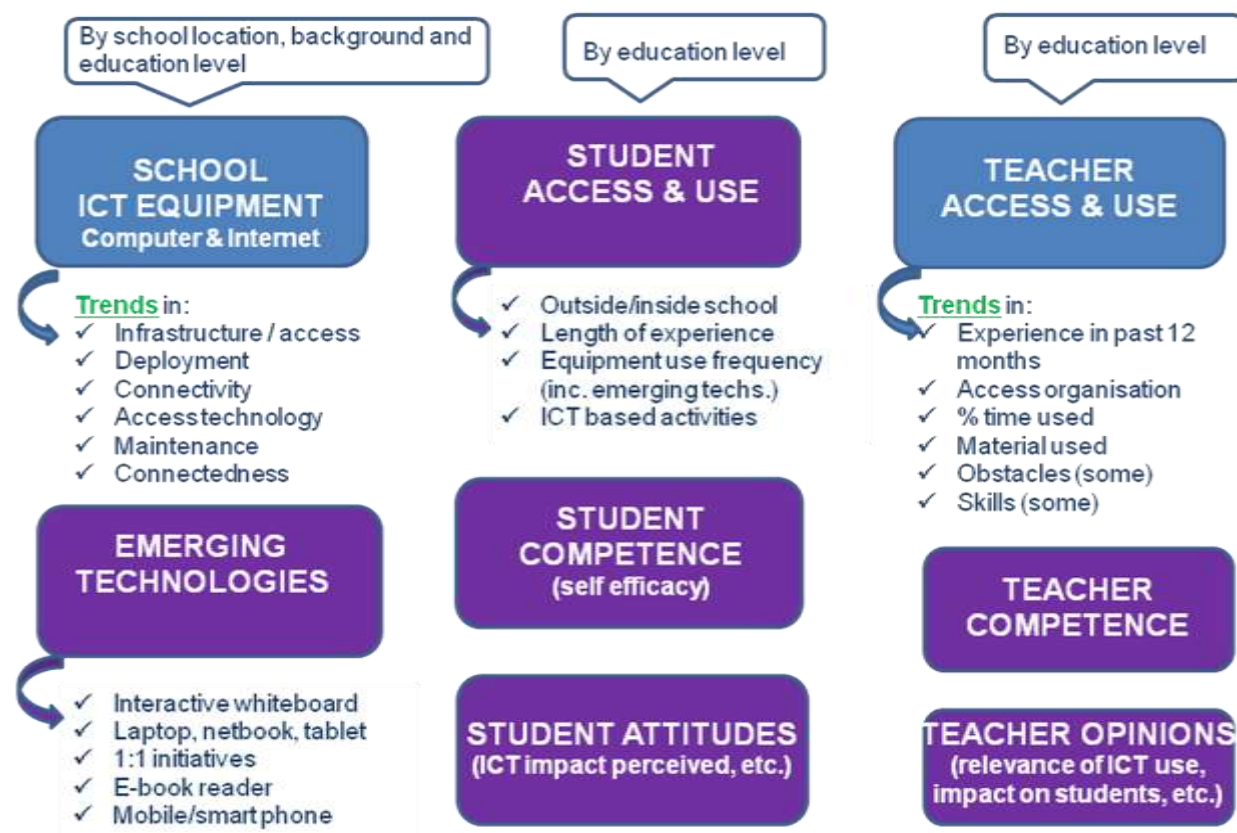 By school location, background and
education level
SCHOOL
ICT EQUIPMENT
Computer & Internet
Trends in:
✓ Infrastructure / access
✓ Deployment
✓ Connectivity
✓ Access technology
✓ Maintenance
✓ Connectedness
EMERGING
TECHNOLOGIES
✓ Interactive whiteboard
✓ Laptop, netbook, tablet
✓ 1:1 initiatives
✓ E-book reader
✓ Mobile/smart phone
By education level
STUDENT
ACCESS & USE
✓ Outside/inside school
✓ Length of experience
✓ Equipment use frequency
(inc. emerging techs.)
✓ ICT based activities
STUDENT
COMPETENCE
(self efficacy)
STUDENT ATTITUDES
(ICT impact perceived, etc.)
By education level
TEACHER
ACCESS & USE
Trends in:
✓ Experience in past 12
months
✓ Access organisation
✓ % time used
✓ Material used
✓ Obstacles (some)
✓ Skills (some)
TEACHER
COMPETENCE
TEACHER OPINIONS
(relevance of ICT use,
impact on students, etc.)